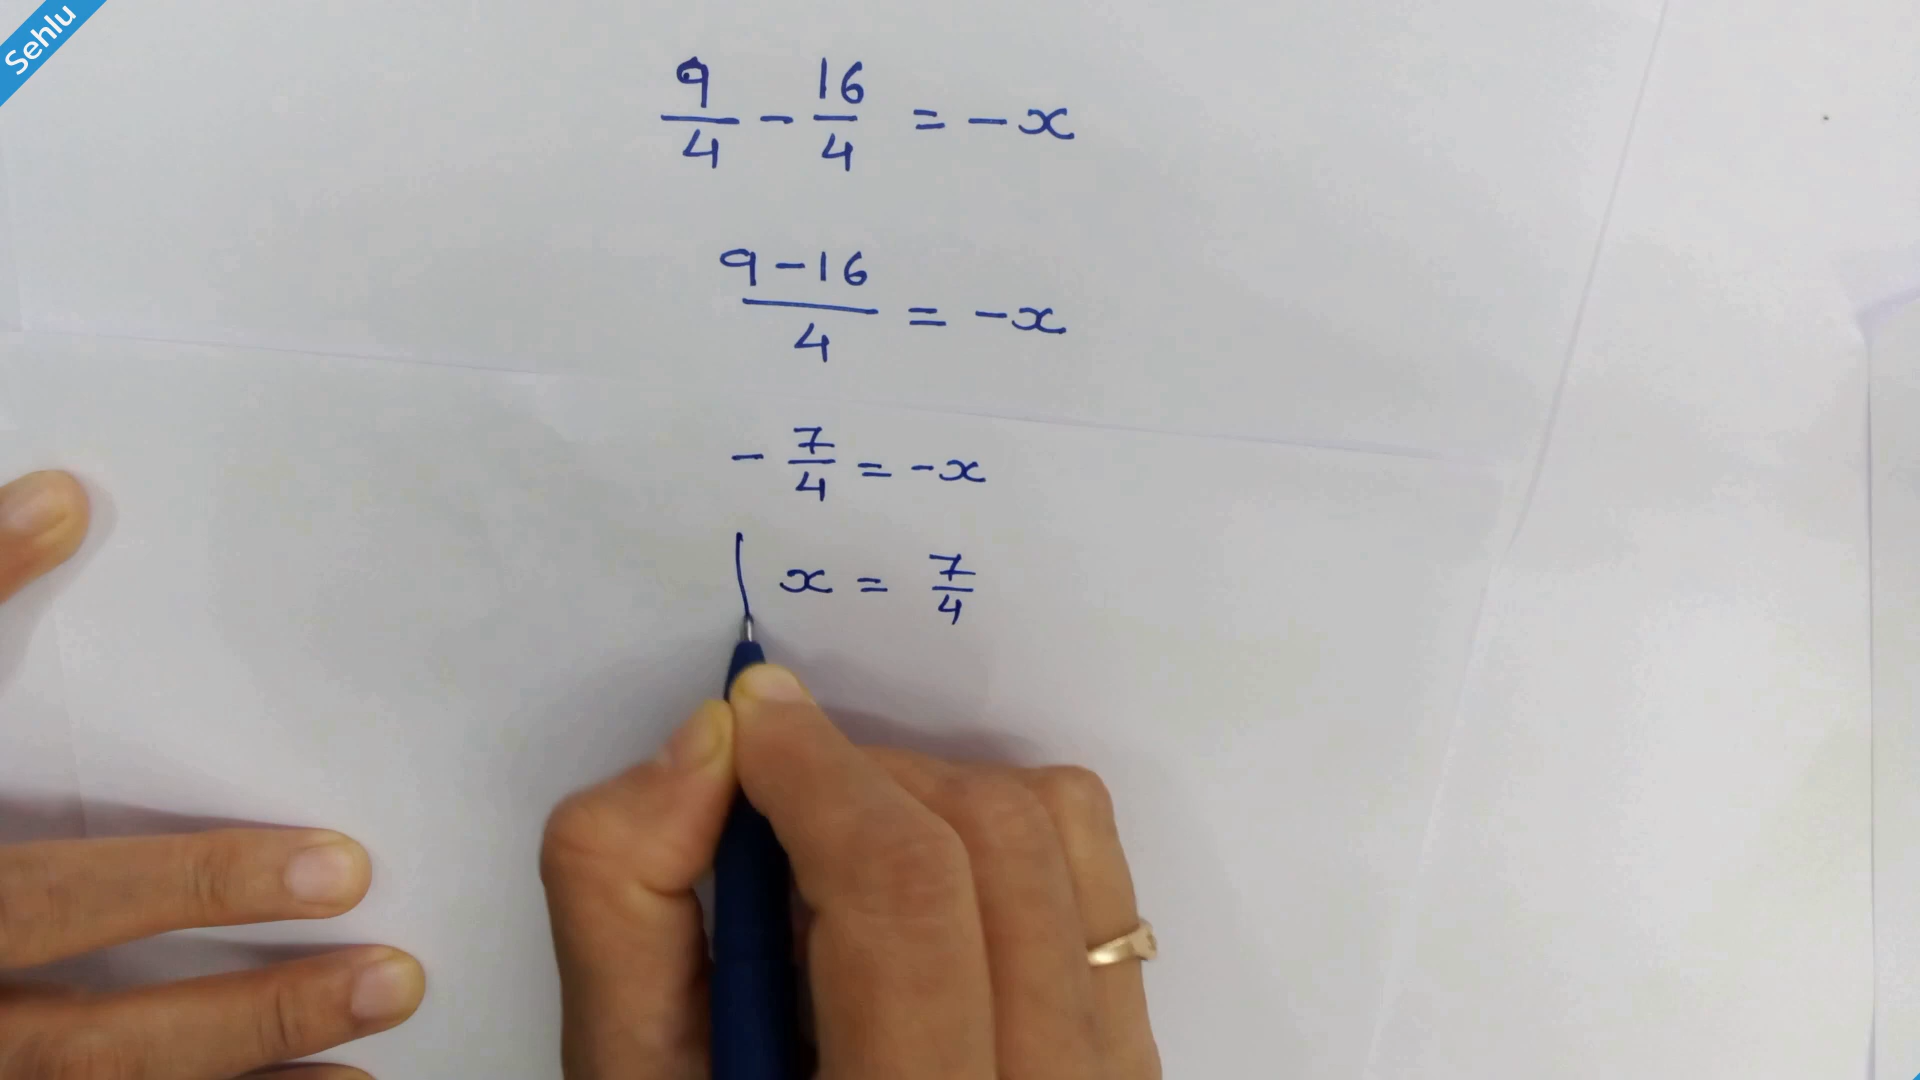 Sehlu
9/4 - 16/4 = -x
9-16/4 = -x
- 7/4 = -x
x = 7/4